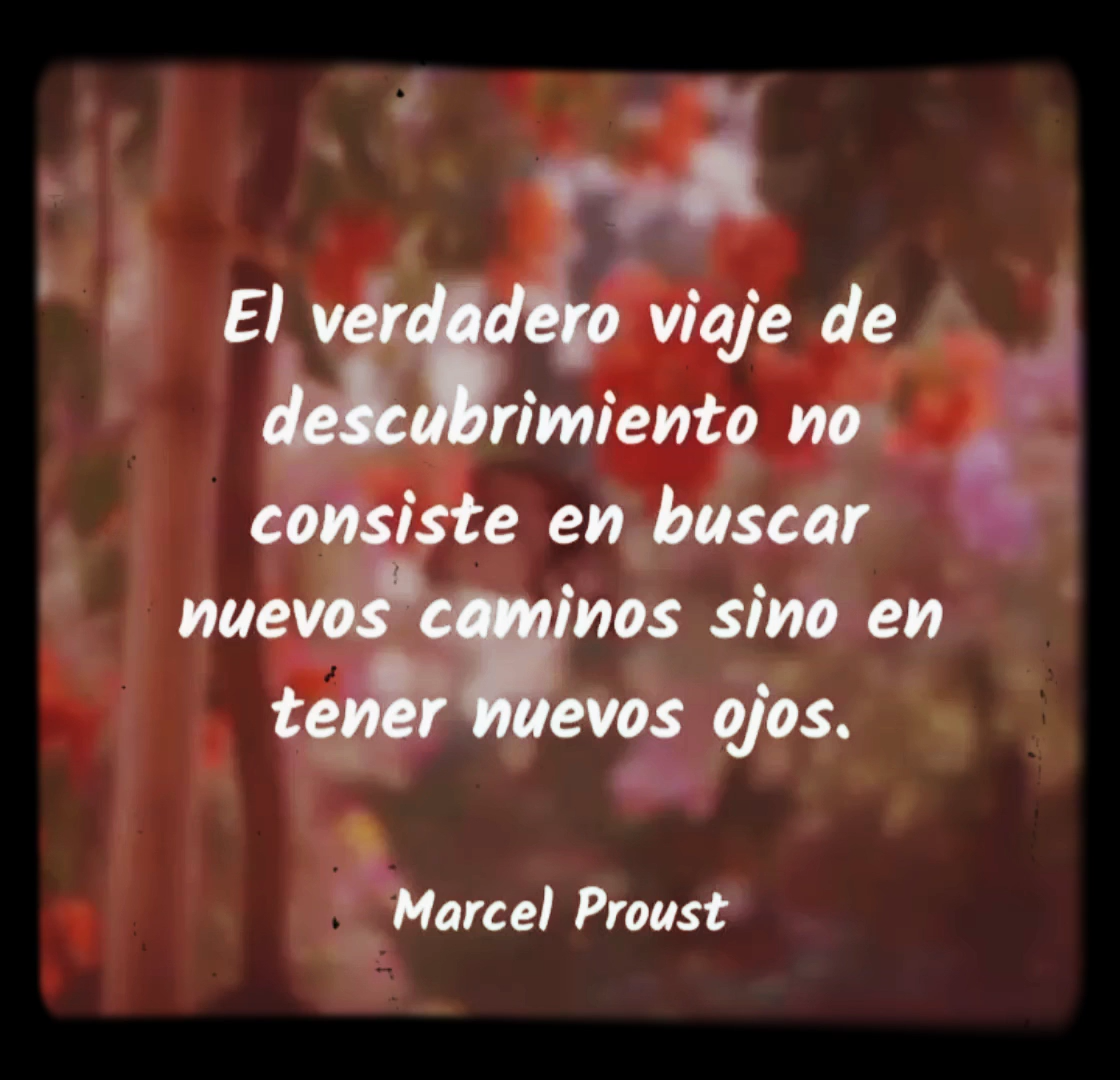 El verdadero viaje de
descubrimiento no
consiste en buscar
nuevos caminos sino en
tener nuevos ojos.
Marcel Proust